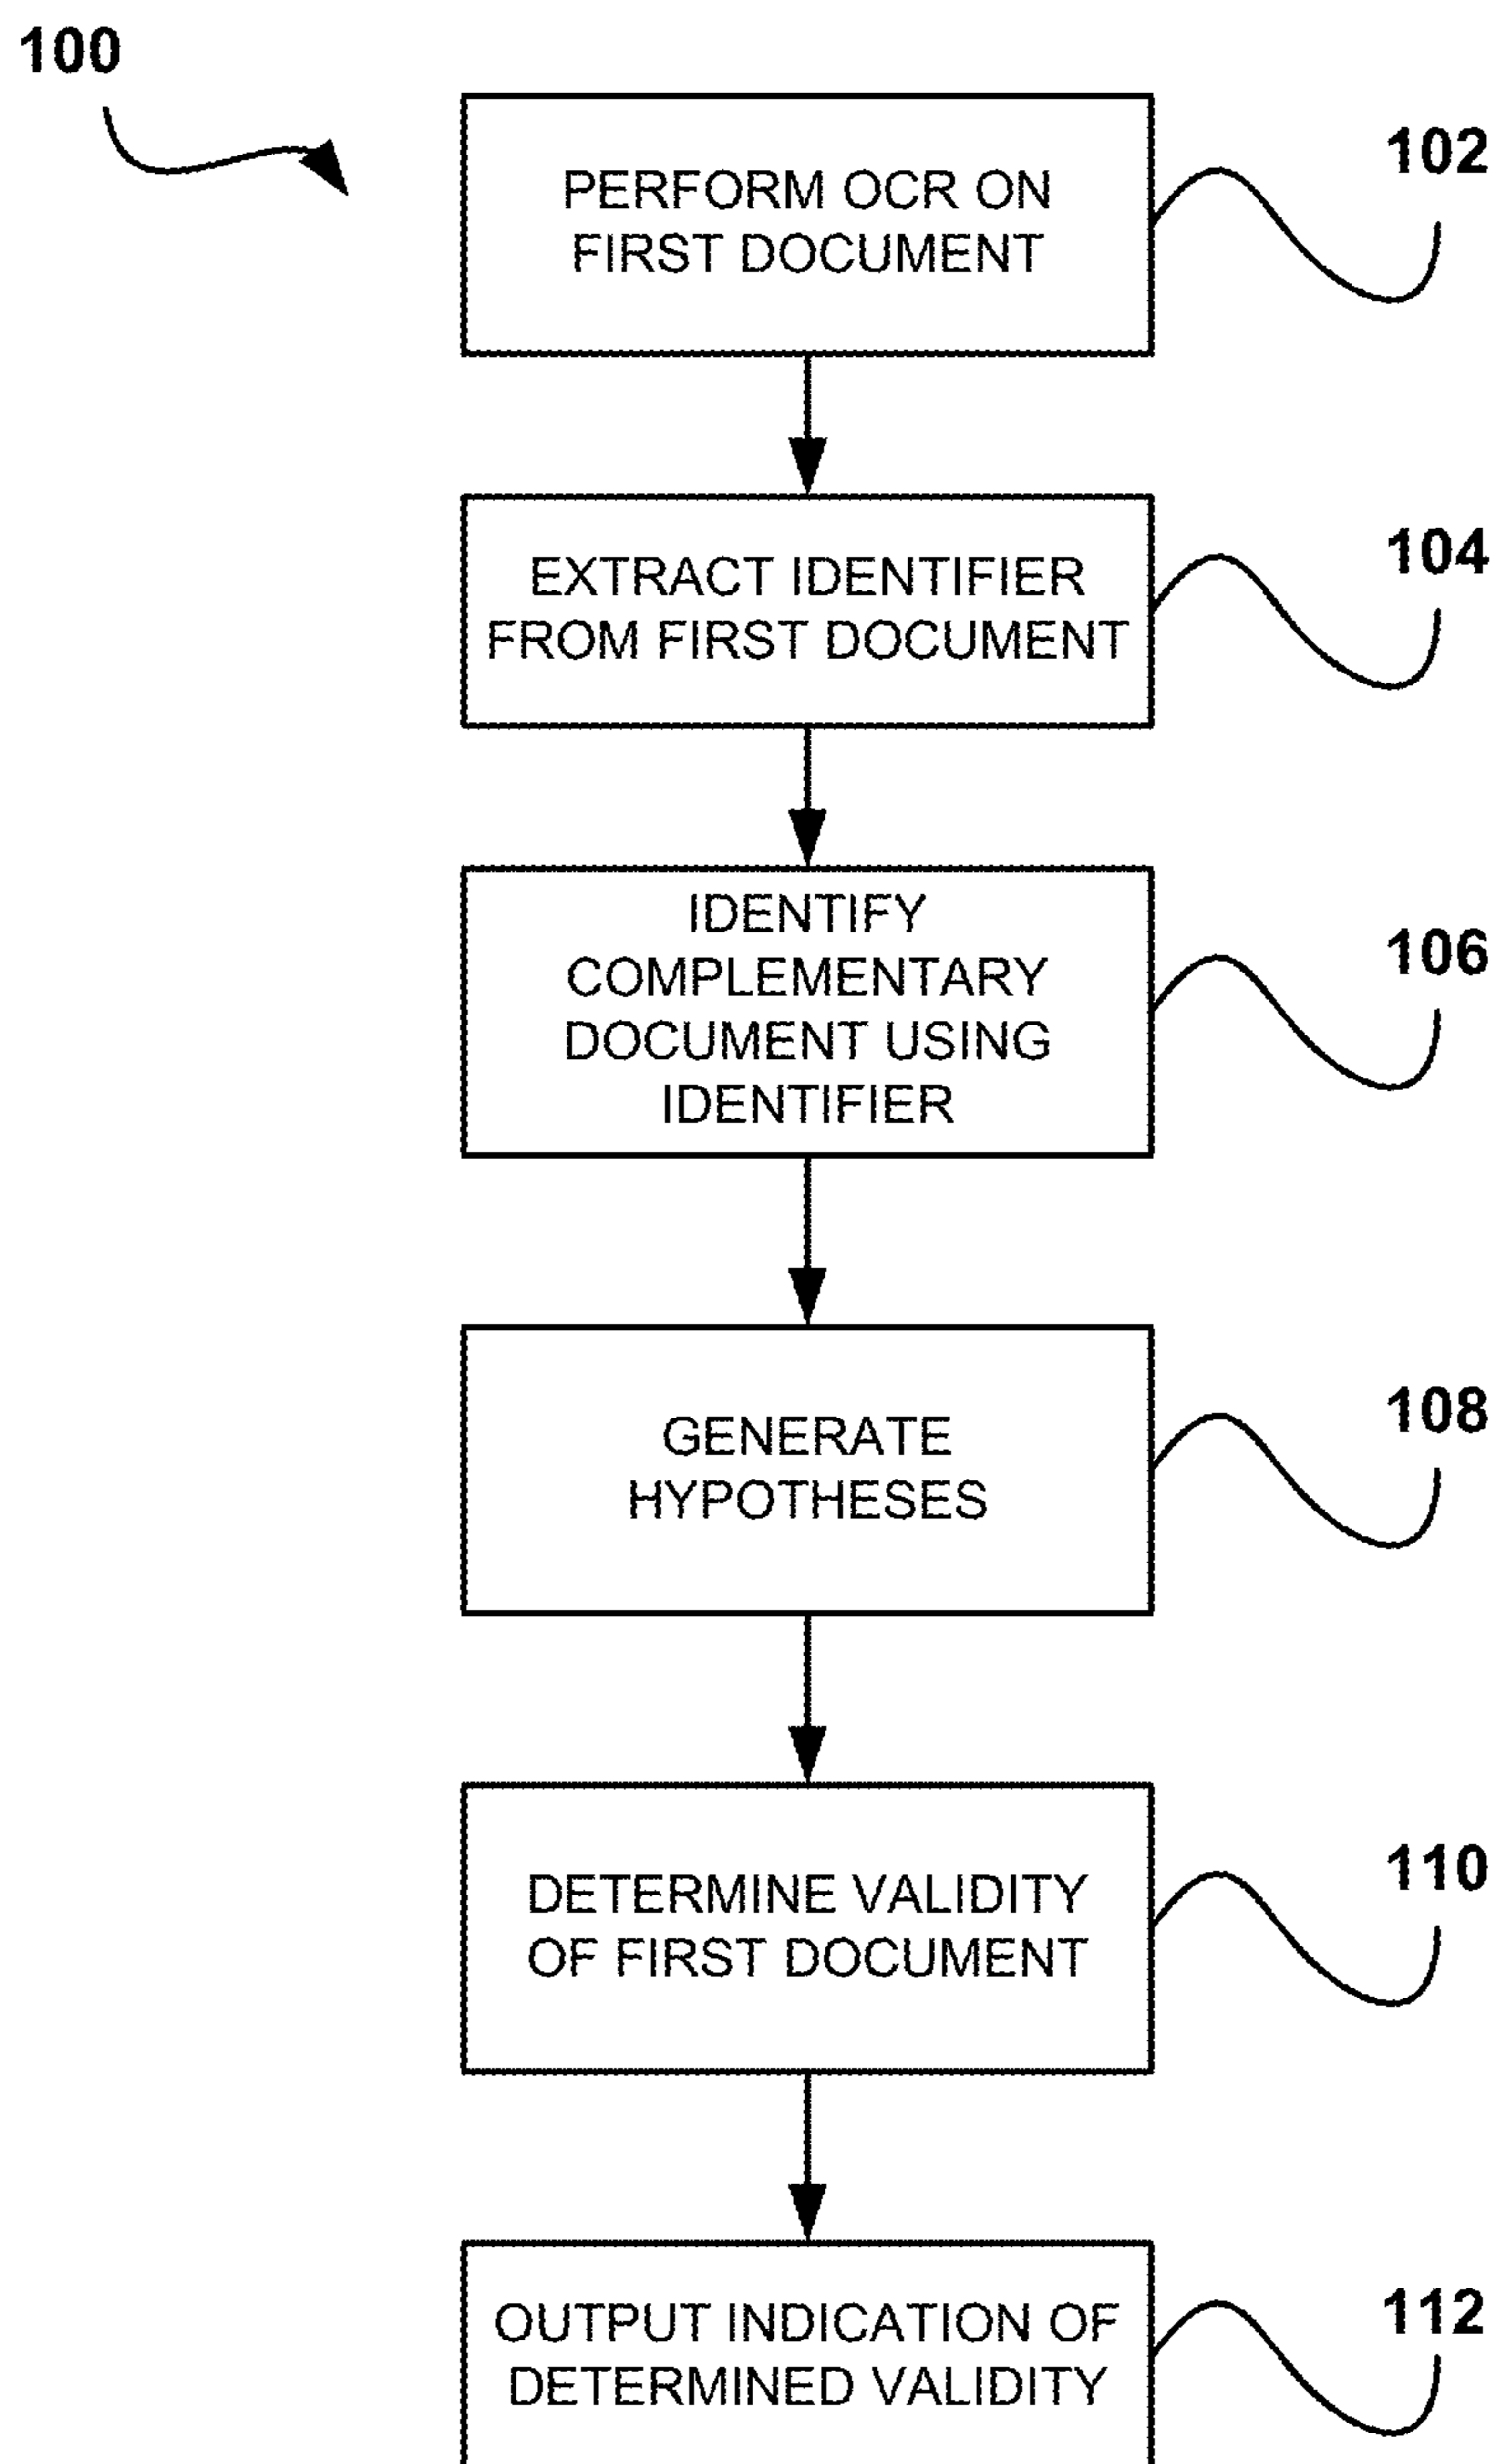 100
PERFORM OCR ON
FIRST DOCUMENT
102
EXTRACT IDENTIFIER
FROM FIRST DOCUMENT
104
IDENTIFY
COMPLEMENTARY
DOCUMENT USING
IDENTIFIER
106
GENERATE
HYPOTHESES
108
DETERMINE VALIDITY
OF FIRST DOCUMENT
110
OUTPUT INDICATION OF
DETERMINED VALIDITY
112